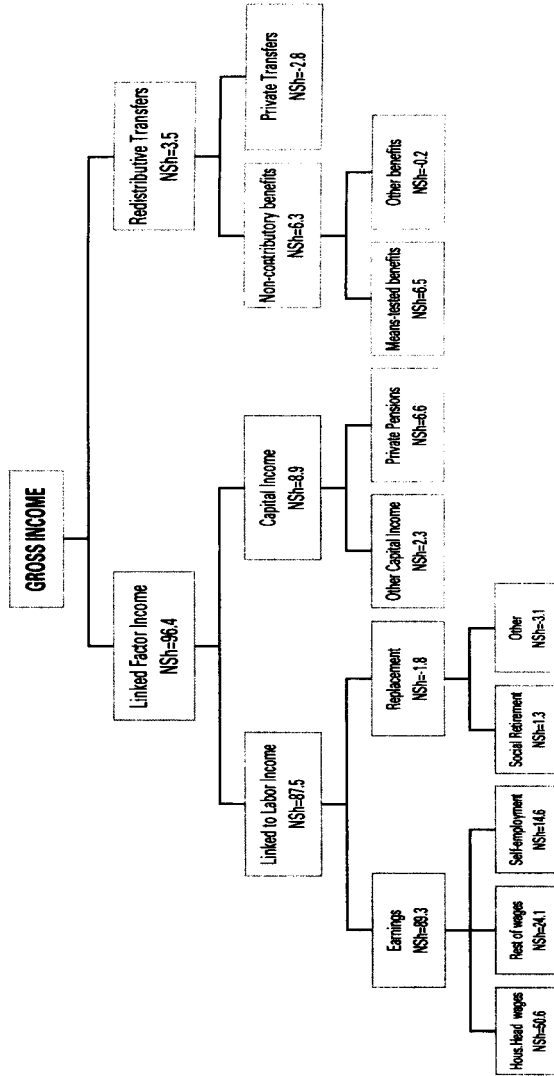 GROSS INCOME
Linked Factor Income
NSh=96.4
Redistributive Transfers
NSh=3.5
Linked to Labor Income
NSh=87.5
Capital Income
NSh=8.9
Non-contributory benefits
NSh=6.3
Private Transfers
NSh=-2.8
Earnings
NSh=89.3
Replacement
NSh=-1.8
Other Capital Income
NSh=2.3
Private Pensions
NSh=6.6
Means-tested benefits
NSh=6.5
Other benefits
NSh=-0.2
Hous.Head wages
NSh=50.6
Rest of wages
NSh=24.1
Self-employment
NSh=14.6
Social Retirement
NSh=1.3
Other
NSh=-3.1